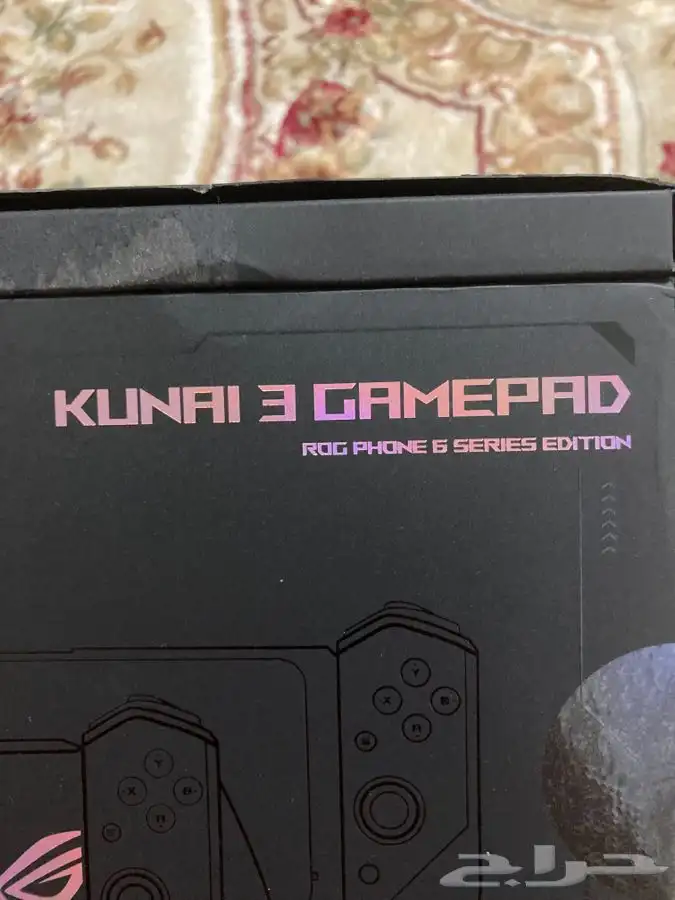 KUNAI 3 GAMEPAD
ROG PHONE 6 SERIES EDITION
Y
X B
A
Y
X B
A
حراج